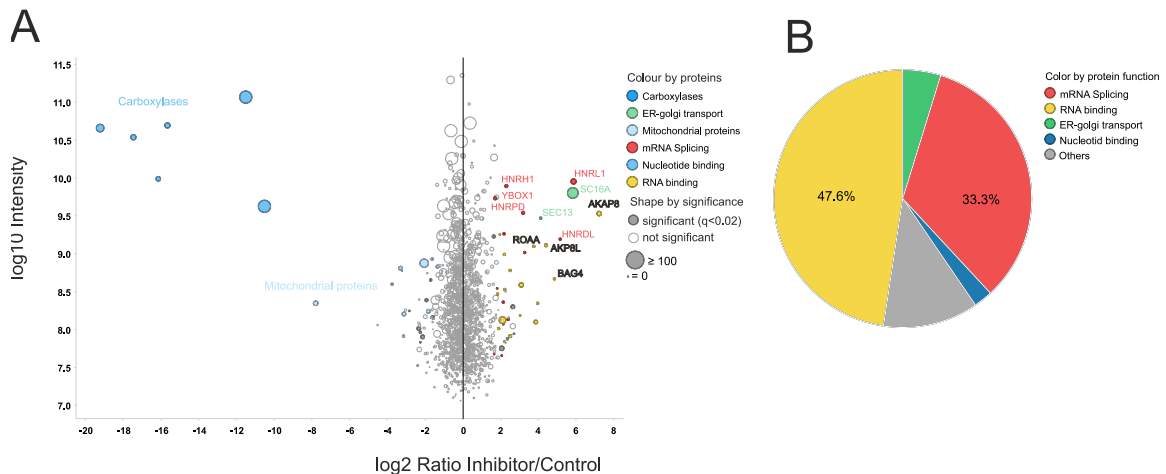 A
log10 Intensity
11.5
11.0
10.5
10.0
9.5
9.0
8.5
8.0
7.5
7.0
Carboxylases
Mitochondrial proteins
HNRH1
YBOX1
HNRPD
HNRL1
SC16A
SEC13
AKAP8
HNRDL
ROAA
AKP8L
BAG4
-20
-18
-16
-14
-12
-10
-8
-6
-4
-2
0
2
4
6
8
log2 Ratio Inhibitor/Control
Colour by proteins
Carboxylases
ER-golgi transport
Mitochondrial proteins
mRNA Splicing
Nucleotide binding
RNA binding
Shape by significance
significant (q<0.02)
not significant
≥ 100
= 0
B
47.6%
33.3%
Color by protein function
mRNA Splicing
RNA binding
ER-golgi transport
Nucleotid binding
Others